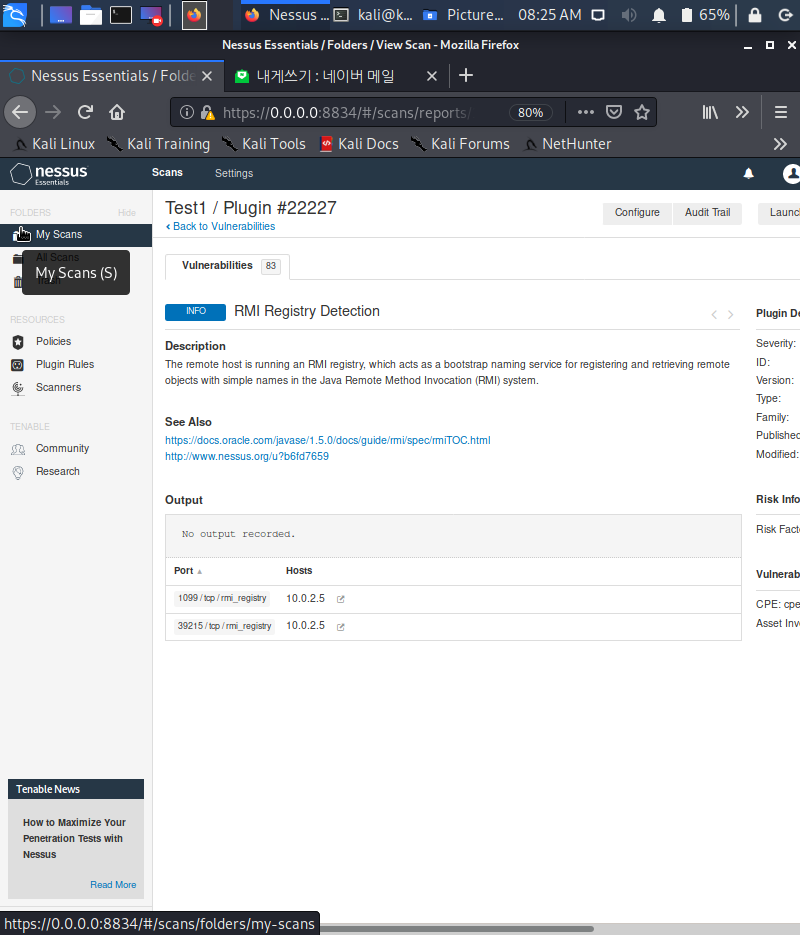 Nessus ...
kali@k...
Picture...
08:25 AM
65%
Nessus Essentials / Folders / View Scan - Mozilla Firefox
Nessus Essentials / Folde
내게쓰기 : 네이버 메일
https://0.0.0.0:8834/#/scans/reports/
80%
Kali Linux
Kali Training
Kali Tools
Kali Docs
Kali Forums
NetHunter
nessus
Essentials
Scans
Settings
FOLDERS
Hide
My Scans
All Scans
My Scans (S)
Trash
RESOURCES
Policies
Plugin Rules
Scanners
TENABLE
Community
Research
Test1 / Plugin #22227
Back to Vulnerabilities
Configure
Audit Trail
Launc
Vulnerabilities 83
INFO
RMI Registry Detection
Description
The remote host is running an RMI registry, which acts as a bootstrap naming service for registering and retrieving remote
objects with simple names in the Java Remote Method Invocation (RMI) system.
See Also
https://docs.oracle.com/javase/1.5.0/docs/guide/rmi/spec/rmiTOC.html
http://www.nessus.org/u?b6fd7659
Output
No output recorded.
Port Hosts
1099 / tcp / rmi_registry 10.0.2.5
39215 / tcp / rmi_registry 10.0.2.5
Plugin De
Severity:
ID:
Version:
Type:
Family:
Published
Modified:
Risk Info
Risk Facto
Vulnerab
CPE: cpe
Asset Inv
Tenable News
How to Maximize Your
Penetration Tests with
Nessus
Read More
https://0.0.0.0:8834/#/scans/folders/my-scans